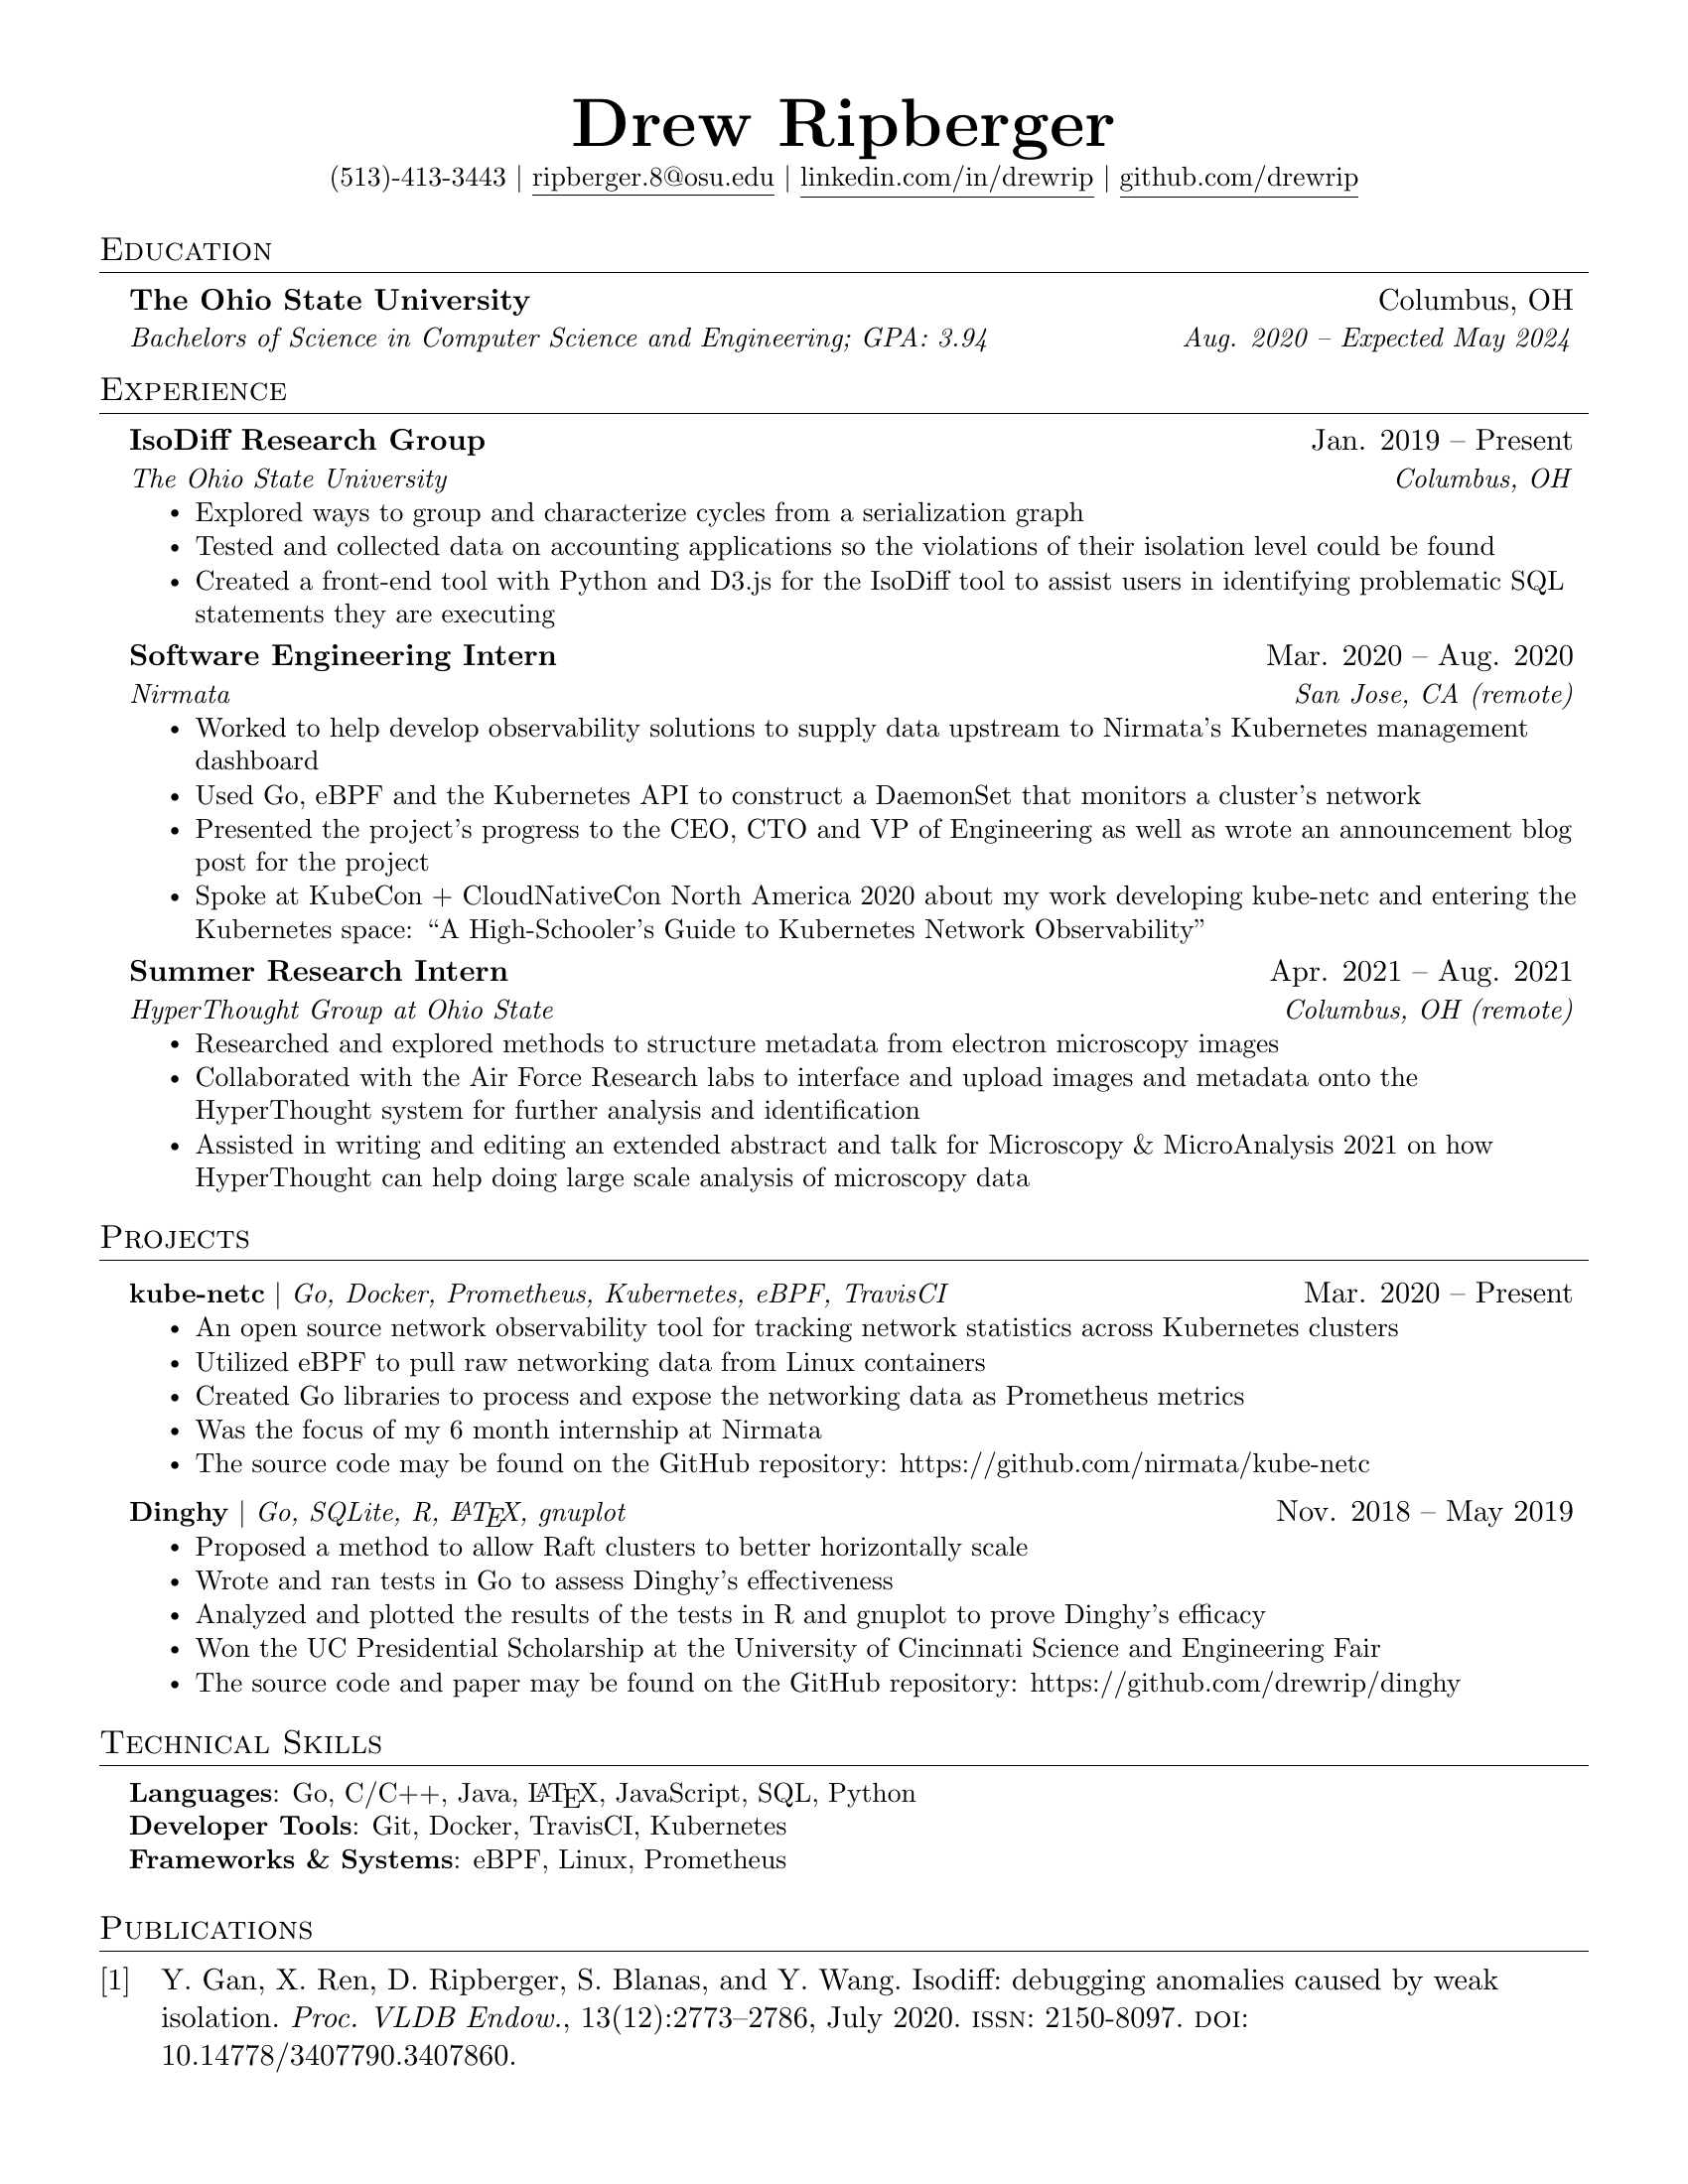 Drew Ripberger
(513)-413-3443 | ripberger.8@osu.edu | linkedin.com/in/drewrip | github.com/drewrip
Education
The Ohio State University Columbus, OH
Bachelors of Science in Computer Science and Engineering; GPA: 3.94 Aug. 2020 – Expected May 2024
Experience
IsoDiff Research Group Jan. 2019 – Present
The Ohio State University Columbus, OH
• Explored ways to group and characterize cycles from a serialization graph
• Tested and collected data on accounting applications so the violations of their isolation level could be found
• Created a front-end tool with Python and D3.js for the IsoDiff tool to assist users in identifying problematic SQL
statements they are executing
Software Engineering Intern Mar. 2020 – Aug. 2020
Nirmata San Jose, CA (remote)
• Worked to help develop observability solutions to supply data upstream to Nirmata's Kubernetes management
dashboard
• Used Go, eBPF and the Kubernetes API to construct a DaemonSet that monitors a cluster's network
• Presented the project's progress to the CEO, CTO and VP of Engineering as well as wrote an announcement blog
post for the project
• Spoke at KubeCon + CloudNativeCon North America 2020 about my work developing kube-netc and entering the
Kubernetes space: “A High-Schooler's Guide to Kubernetes Network Observability”
Summer Research Intern Apr. 2021 – Aug. 2021
HyperThought Group at Ohio State Columbus, OH (remote)
• Researched and explored methods to structure metadata from electron microscopy images
• Collaborated with the Air Force Research labs to interface and upload images and metadata onto the
HyperThought system for further analysis and identification
• Assisted in writing and editing an extended abstract and talk for Microscopy & MicroAnalysis 2021 on how
HyperThought can help doing large scale analysis of microscopy data
Projects
kube-netc | Go, Docker, Prometheus, Kubernetes, eBPF, TravisCI Mar. 2020 – Present
• An open source network observability tool for tracking network statistics across Kubernetes clusters
• Utilized eBPF to pull raw networking data from Linux containers
• Created Go libraries to process and expose the networking data as Prometheus metrics
• Was the focus of my 6 month internship at Nirmata
• The source code may be found on the GitHub repository: https://github.com/nirmata/kube-netc
Dinghy | Go, SQLite, R, LATEX, gnuplot Nov. 2018 – May 2019
• Proposed a method to allow Raft clusters to better horizontally scale
• Wrote and ran tests in Go to assess Dinghy's effectiveness
• Analyzed and plotted the results of the tests in R and gnuplot to prove Dinghy's efficacy
• Won the UC Presidential Scholarship at the University of Cincinnati Science and Engineering Fair
• The source code and paper may be found on the GitHub repository: https://github.com/drewrip/dinghy
Technical Skills
Languages: Go, C/C++, Java, LATEX, JavaScript, SQL, Python
Developer Tools: Git, Docker, TravisCI, Kubernetes
Frameworks & Systems: eBPF, Linux, Prometheus
Publications
[1] Y. Gan, X. Ren, D. Ripberger, S. Blanas, and Y. Wang. Isodiff: debugging anomalies caused by weak
isolation. Proc. VLDB Endow., 13(12):2773–2786, July 2020. ISSN: 2150-8097. DOI:
10.14778/3407790.3407860.